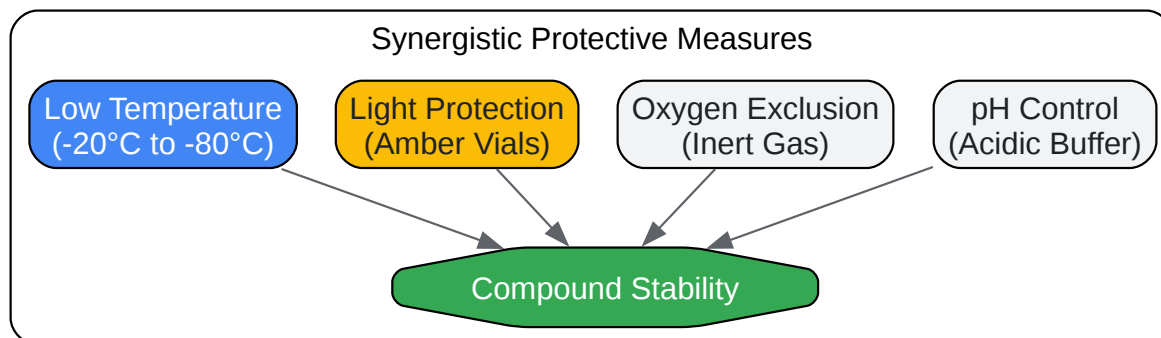 Synergistic Protective Measures
Low Temperature
(-20°C to -80°C)
Light Protection
(Amber Vials)
Oxygen Exclusion
(Inert Gas)
pH Control
(Acidic Buffer)
Compound Stability